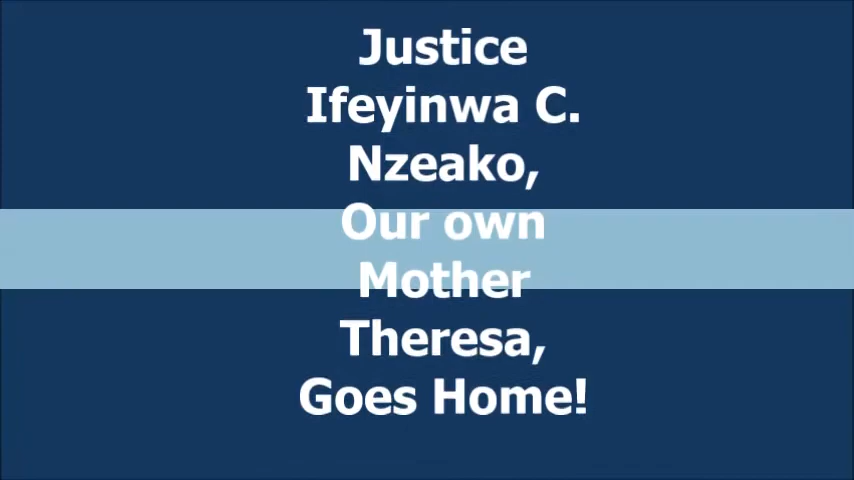 Justice
Ifeyinwa C.
Nzeako,
Our own
Mother
Theresa,
Goes Home!